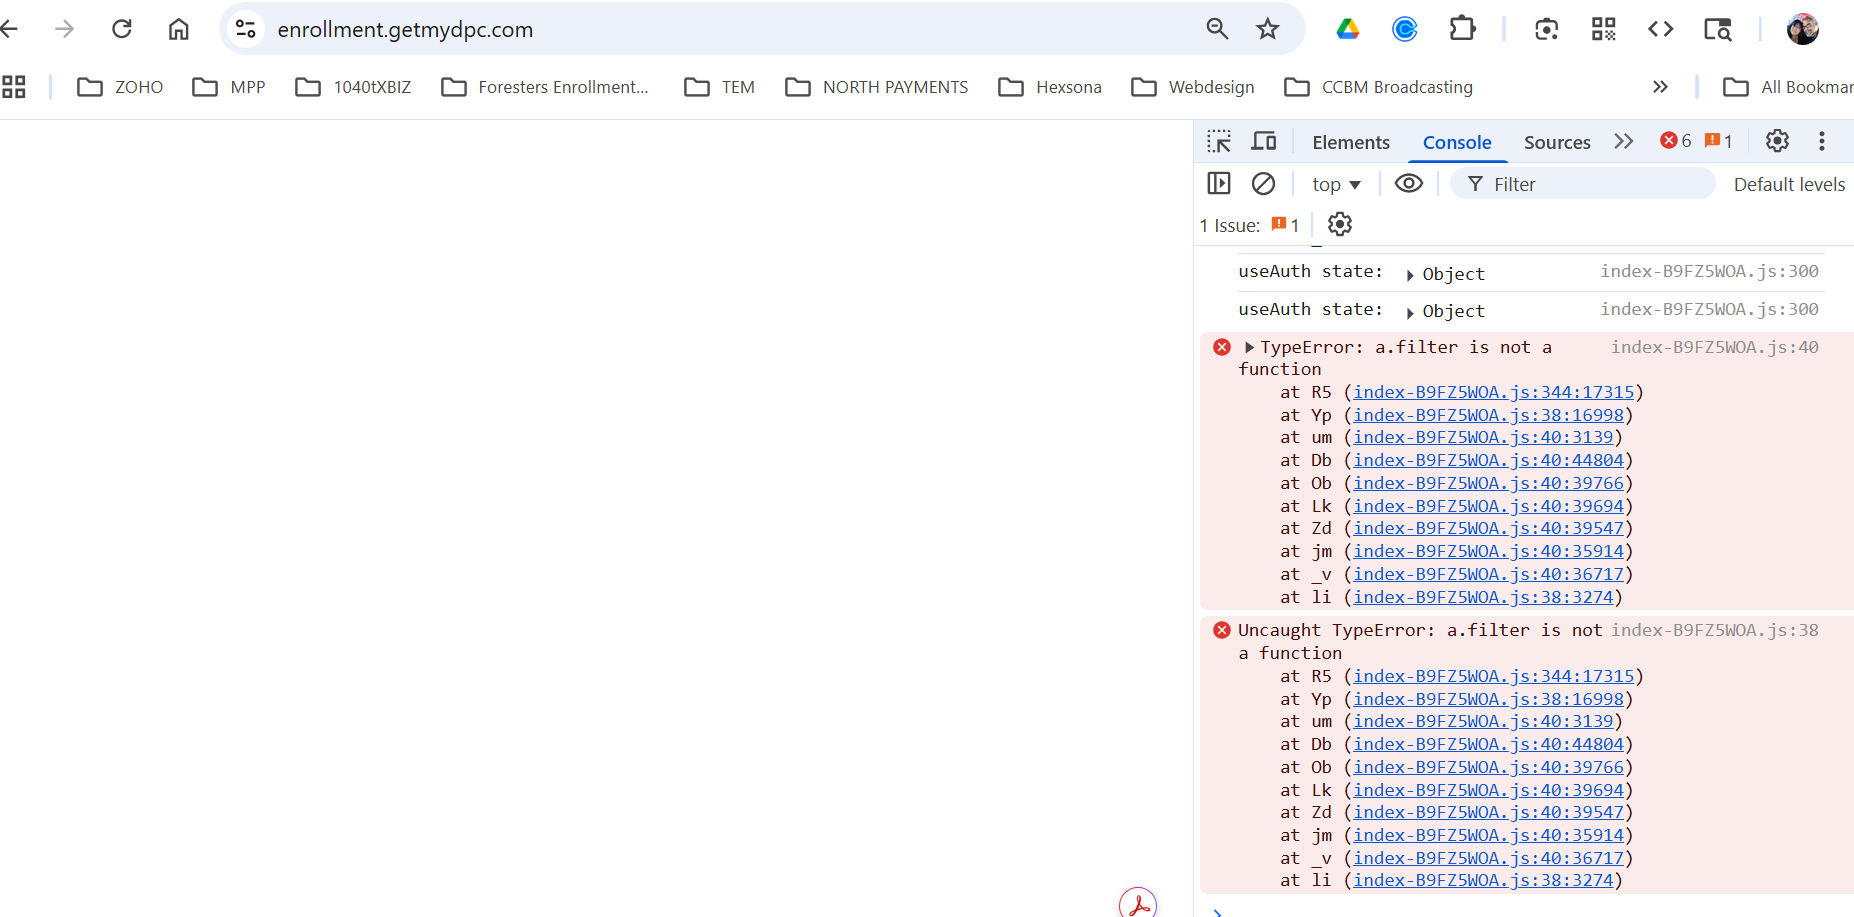 enrollment.getmydpc.com
ZOHO MPP 1040tXBIZ Foresters Enrollment... TEM NORTH PAYMENTS Hexsona Webdesign CCBM Broadcasting » All Bookmar
Elements Console Sources » 6 1
top Filter Default levels
1 Issue: 1
useAuth state: Object index-B9FZ5WOA.js:300
useAuth state: Object index-B9FZ5WOA.js:300
TypeError: a.filter is not a index-B9FZ5WOA.js:40
function
at R5 (index-B9FZ5WOA.js:344:17315)
at Yp (index-B9FZ5WOA.js:38:16998)
at um (index-B9FZ5WOA.js:40:3139)
at Db (index-B9FZ5WOA.js:40:44804)
at Ob (index-B9FZ5WOA.js:40:39766)
at Lk (index-B9FZ5WOA.js:40:39694)
at Zd (index-B9FZ5WOA.js:40:39547)
at jm (index-B9FZ5WOA.js:40:35914)
at _v (index-B9FZ5WOA.js:40:36717)
at li (index-B9FZ5WOA.js:38:3274)
Uncaught TypeError: a.filter is not index-B9FZ5WOA.js:38
a function
at R5 (index-B9FZ5WOA.js:344:17315)
at Yp (index-B9FZ5WOA.js:38:16998)
at um (index-B9FZ5WOA.js:40:3139)
at Db (index-B9FZ5WOA.js:40:44804)
at Ob (index-B9FZ5WOA.js:40:39766)
at Lk (index-B9FZ5WOA.js:40:39694)
at Zd (index-B9FZ5WOA.js:40:39547)
at jm (index-B9FZ5WOA.js:40:35914)
at _v (index-B9FZ5WOA.js:40:36717)
at li (index-B9FZ5WOA.js:38:3274)